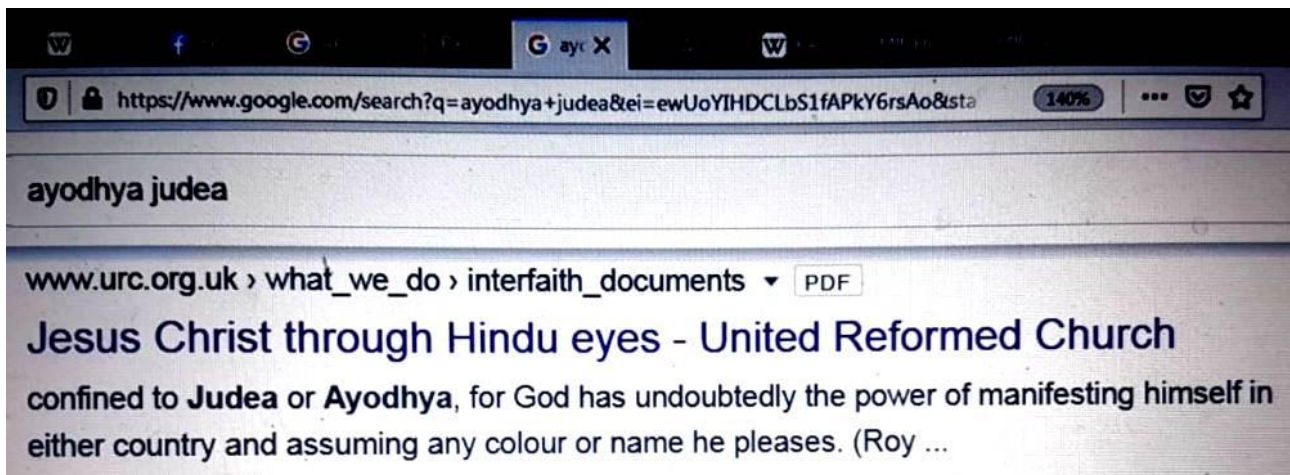 ayc
https://www.google.com/search?q=ayodhya+judea&ei=ewUoYIHDCLbS1fAPkY6rsAo&sta 140%
ayodhya judea
www.urc.org.uk › what_we_do › interfaith_documents PDF
Jesus Christ through Hindu eyes - United Reformed Church
confined to Judea or Ayodhya, for God has undoubtedly the power of manifesting himself in
either country and assuming any colour or name he pleases. (Roy ...